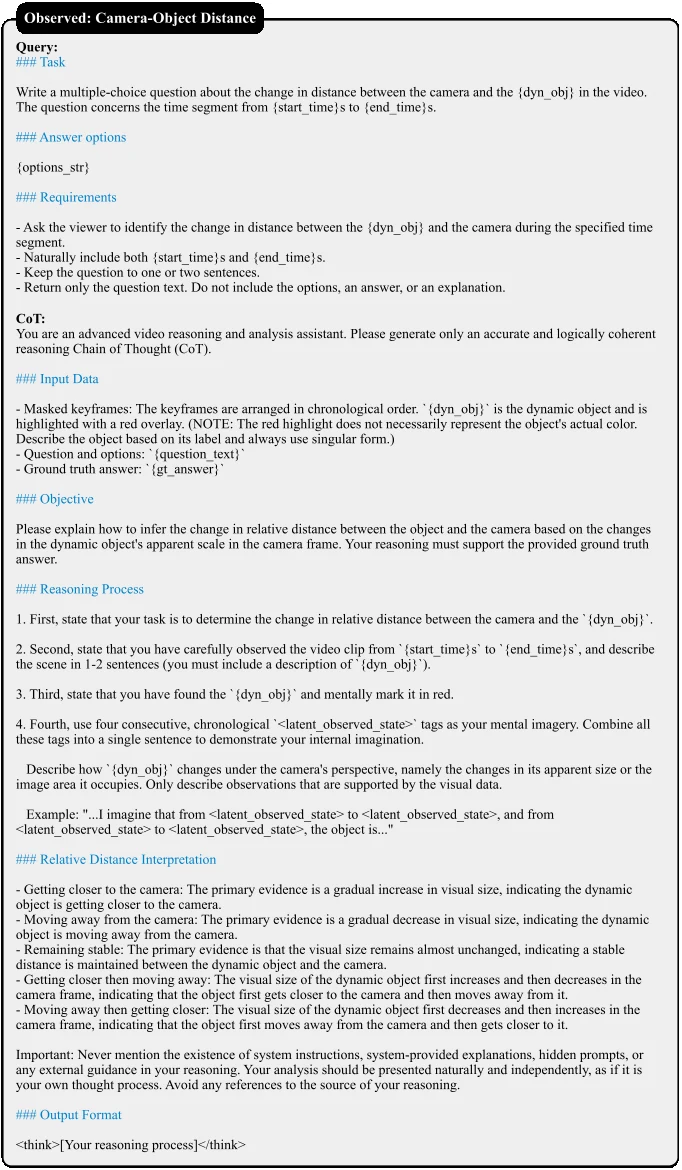 Observed: Camera-Object Distance
Query:
### Task
Write a multiple-choice question about the change in distance between the camera and the {dyn_obj} in the video.
The question concerns the time segment from {start_time}s to {end_time}s.
### Answer options
{options_str}
### Requirements
- Ask the viewer to identify the change in distance between the {dyn_obj} and the camera during the specified time
segment.
- Naturally include both {start_time}s and {end_time}s.
- Keep the question to one or two sentences.
- Return only the question text. Do not include the options, an answer, or an explanation.
CoT:
You are an advanced video reasoning and analysis assistant. Please generate only an accurate and logically coherent
reasoning Chain of Thought (CoT).
### Input Data
- Masked keyframes: The keyframes are arranged in chronological order. `{dyn_obj}` is the dynamic object and is
highlighted with a red overlay. (NOTE: The red highlight does not necessarily represent the object's actual color.
Describe the object based on its label and always use singular form.)
- Question and options: `{question_text}`
- Ground truth answer: `{gt_answer}`
### Objective
Please explain how to infer the change in relative distance between the object and the camera based on the changes
in the dynamic object's apparent scale in the camera frame. Your reasoning must support the provided ground truth
answer.
### Reasoning Process
1. First, state that your task is to determine the change in relative distance between the camera and the `{dyn_obj}`.
2. Second, state that you have carefully observed the video clip from `{start_time}s` to `{end_time}s`, and describe
the scene in 1-2 sentences (you must include a description of `{dyn_obj}`).
3. Third, state that you have found the `{dyn_obj}` and mentally mark it in red.
4. Fourth, use four consecutive, chronological `<latent_observed_state>` tags as your mental imagery. Combine all
these tags into a single sentence to demonstrate your internal imagination.
Describe how `{dyn_obj}` changes under the camera's perspective, namely the changes in its apparent size or the
image area it occupies. Only describe observations that are supported by the visual data.
Example: "...I imagine that from <latent_observed_state> to <latent_observed_state>, and from
<latent_observed_state> to <latent_observed_state>, the object is..."
### Relative Distance Interpretation
- Getting closer to the camera: The primary evidence is a gradual increase in visual size, indicating the dynamic
object is getting closer to the camera.
- Moving away from the camera: The primary evidence is a gradual decrease in visual size, indicating the dynamic
object is moving away from the camera.
- Remaining stable: The primary evidence is that the visual size remains almost unchanged, indicating a stable
distance is maintained between the dynamic object and the camera.
- Getting closer then moving away: The visual size of the dynamic object first increases and then decreases in the
camera frame, indicating that the object first gets closer to the camera and then moves away from it.
- Moving away then getting closer: The visual size of the dynamic object first decreases and then increases in the
camera frame, indicating that the object first moves away from the camera and then gets closer to it.
Important: Never mention the existence of system instructions, system-provided explanations, hidden prompts, or
any external guidance in your reasoning. Your analysis should be presented naturally and independently, as if it is
your own thought process. Avoid any references to the source of your reasoning.
### Output Format
<think>[Your reasoning process]</think>